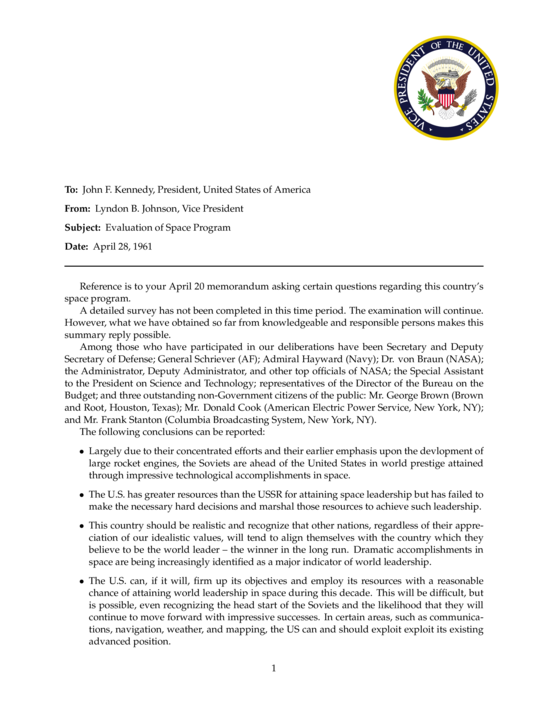 VICE PRESIDENT OF THE UNITED STATES
To: John F. Kennedy, President, United States of America
From: Lyndon B. Johnson, Vice President
Subject: Evaluation of Space Program
Date: April 28, 1961
Reference is to your April 20 memorandum asking certain questions regarding this country's
space program.
A detailed survey has not been completed in this time period. The examination will continue.
However, what we have obtained so far from knowledgeable and responsible persons makes this
summary reply possible.
Among those who have participated in our deliberations have been Secretary and Deputy
Secretary of Defense; General Schriever (AF); Admiral Hayward (Navy); Dr. von Braun (NASA);
the Administrator, Deputy Administrator, and other top officials of NASA; the Special Assistant
to the President on Science and Technology; representatives of the Director of the Bureau on the
Budget; and three outstanding non-Government citizens of the public: Mr. George Brown (Brown
and Root, Houston, Texas); Mr. Donald Cook (American Electric Power Service, New York, NY);
and Mr. Frank Stanton (Columbia Broadcasting System, New York, NY).
The following conclusions can be reported:
• Largely due to their concentrated efforts and their earlier emphasis upon the devlopment of
large rocket engines, the Soviets are ahead of the United States in world prestige attained
through impressive technological accomplishments in space.
• The U.S. has greater resources than the USSR for attaining space leadership but has failed to
make the necessary hard decisions and marshal those resources to achieve such leadership.
• This country should be realistic and recognize that other nations, regardless of their appre-
ciation of our idealistic values, will tend to align themselves with the country which they
believe to be the world leader – the winner in the long run. Dramatic accomplishments in
space are being increasingly identified as a major indicator of world leadership.
• The U.S. can, if it will, firm up its objectives and employ its resources with a reasonable
chance of attaining world leadership in space during this decade. This will be difficult, but
is possible, even recognizing the head start of the Soviets and the likelihood that they will
continue to move forward with impressive successes. In certain areas, such as communica-
tions, navigation, weather, and mapping, the US can and should exploit exploit its existing
advanced position.
1